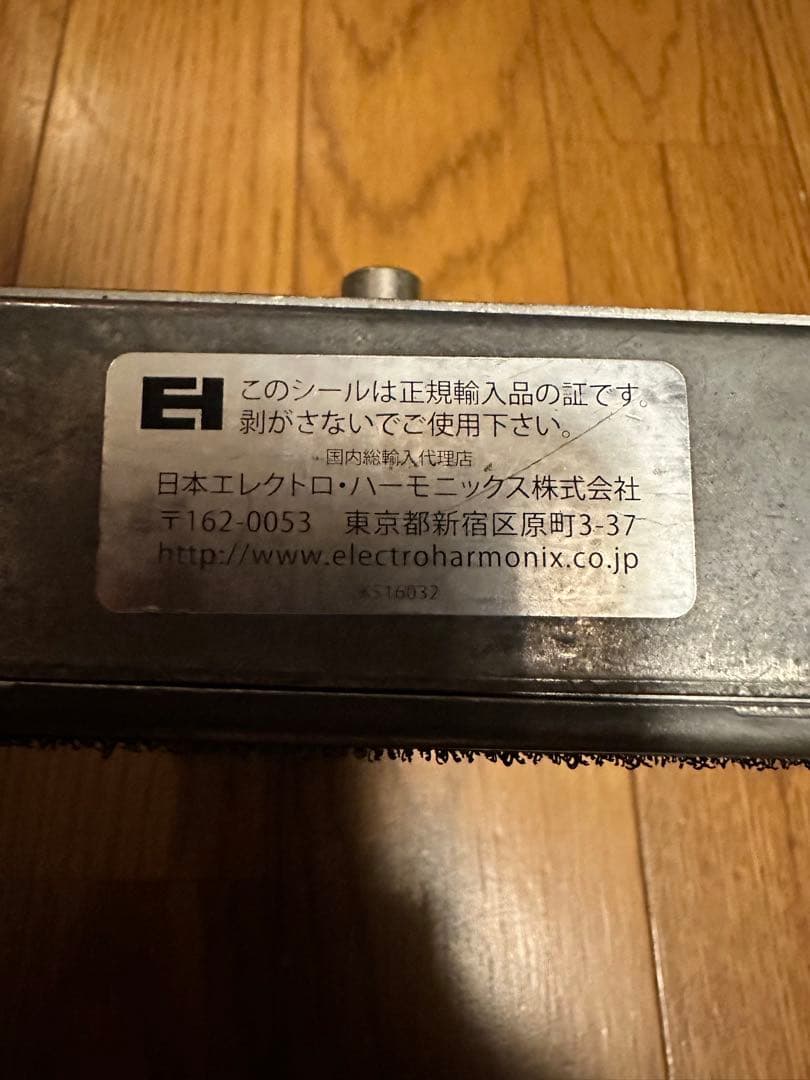 EH
このシールは正規輸入品の証です。
剥がさないでご使用下さい。
国内総輸入代理店
日本エレクトロ・ハーモニックス株式会社
〒162-0053 東京都新宿区原町3-37
http://www.electroharmonix.co.jp